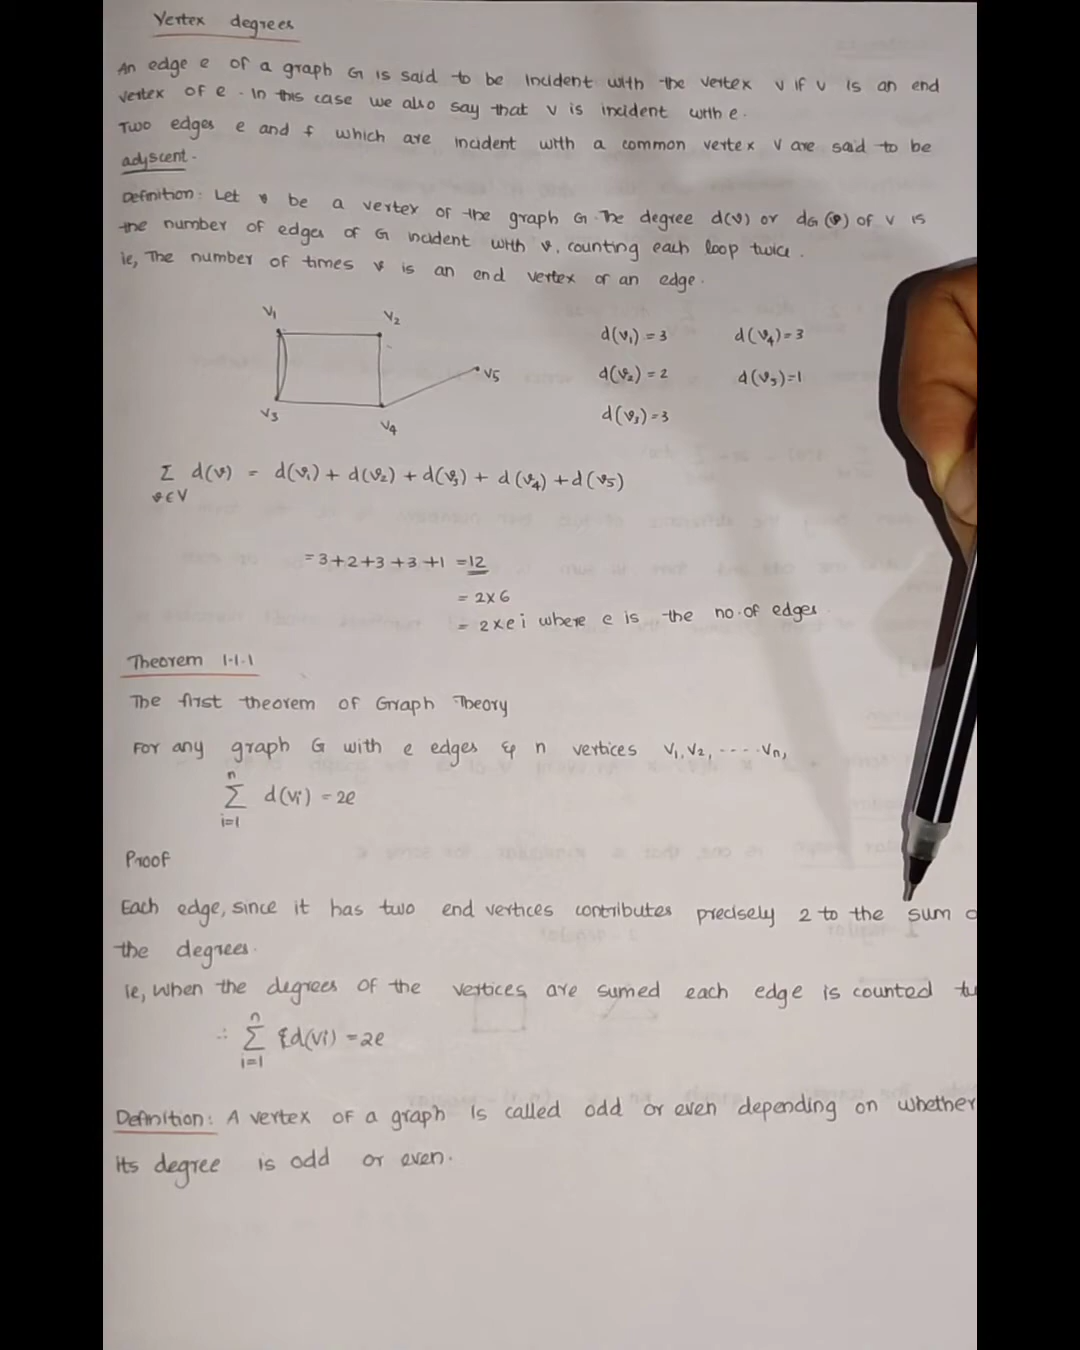 Vertex degrees
An edge e of a graph G is said to be incident with the vertex v if v is an end
vertex of e. In this case we also say that v is incident with e.
Two edges e and f which are incident with a common vertex v are said to be
adjscent.
Definition: Let v be a vertex of the graph G. The degree d(v) or dG(v) of v is
the number of edges of G incident with v, counting each loop twice.
ie, The number of times v is an end vertex of an edge.
V1 V2
V3 V4 V5
d(v1) = 3 d(v4) = 3
d(v2) = 2 d(v5) = 1
d(v3) = 3
Σ d(v) = d(v1) + d(v2) + d(v3) + d(v4) + d(v5)
v∈V
= 3+2+3+3+1 = 12
= 2×6
= 2×e i where e is the no. of edges.
Theorem 1.1.1
The first theorem of Graph Theory
For any graph G with e edges & n vertices V1, V2, ---- Vn,
n
Σ d(vi) = 2e
i=1
Proof
Each edge, since it has two end vertices contributes precisely 2 to the sum
the degrees.
ie, when the degrees of the vertices are sumed each edge is counted
n
∴ Σ d(vi) = 2e
i=1
Definition: A vertex of a graph is called odd or even depending on whether
its degree is odd or even.